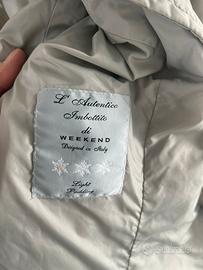 L'Autentico
Imbottito
di
WEEKEND
Designed in Italy
Light
Padding